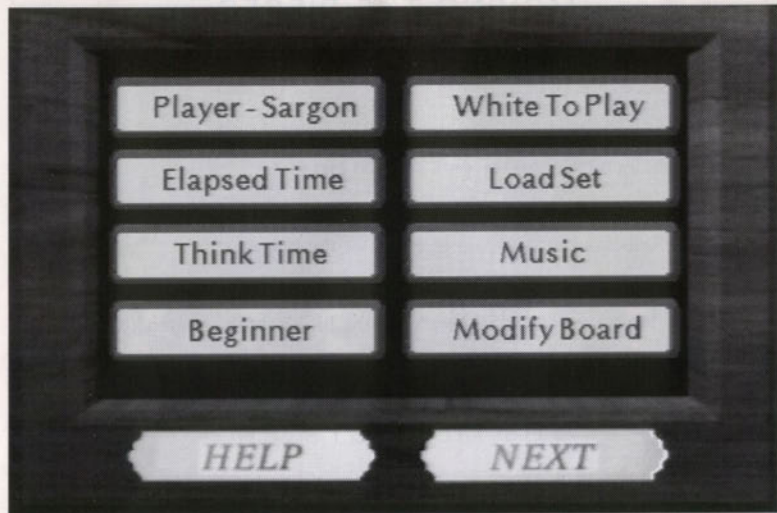 Player - Sargon
White To Play
Elapsed Time
Load Set
Think Time
Music
Beginner
Modify Board
HELP
NEXT